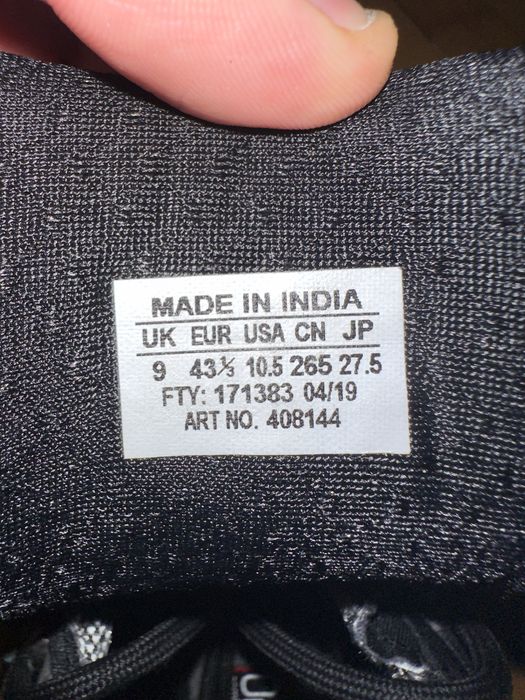 MADE IN INDIA
UK EUR USA CN JP
9 43⅓ 10.5 265 27.5
FTY: 171383 04/19
ART NO. 408144